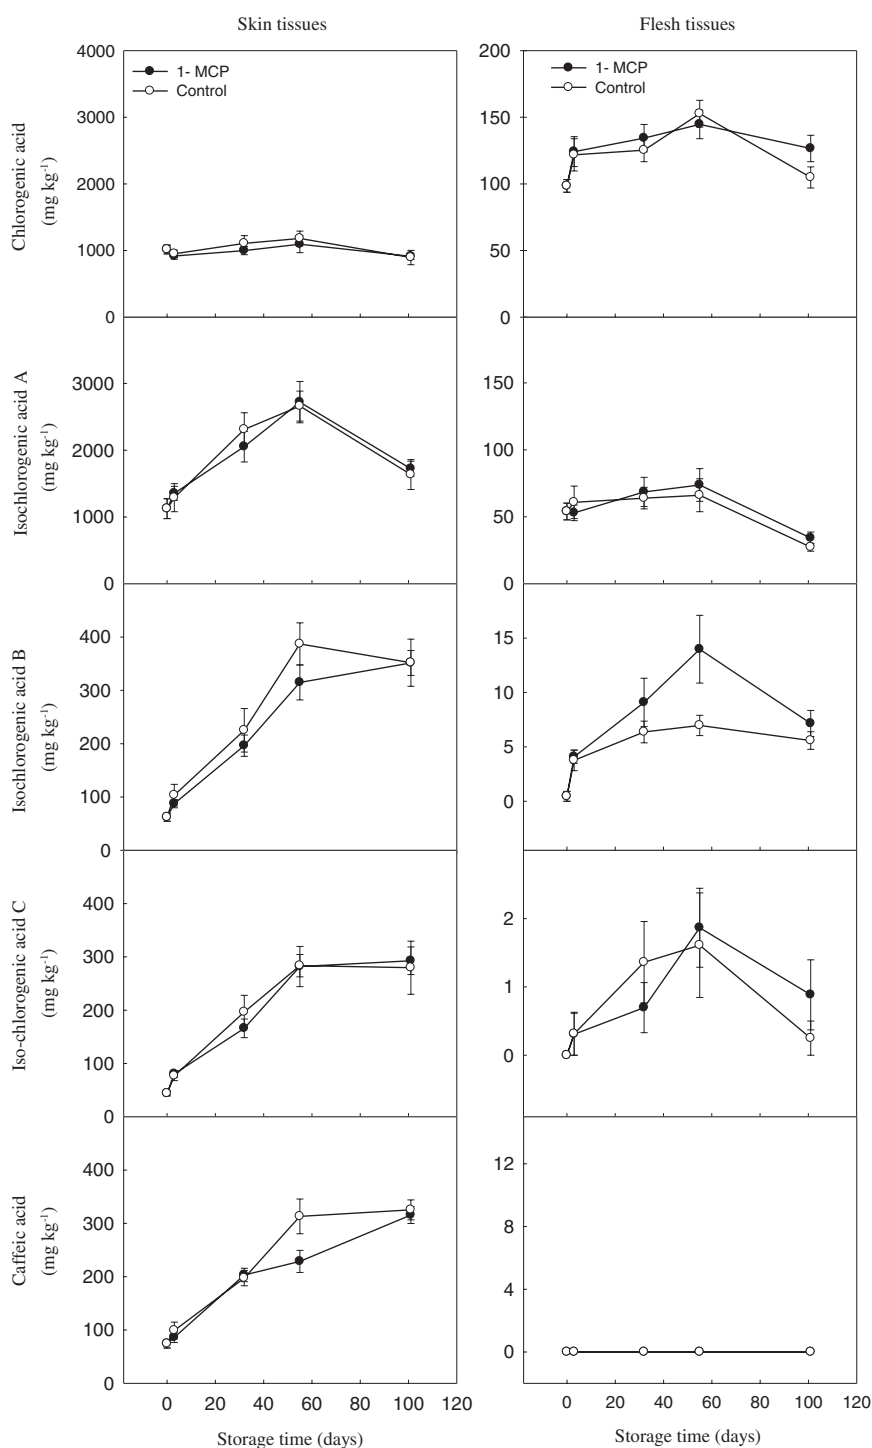 Skin tissues
Flesh tissues
4000
3000
2000
1000
0
Chlorogenic acid
(mg kg-1)
1- MCP
Control
200
150
100
50
0
1- MCP
Control
3000
2000
1000
0
Isochlorogenic acid A
(mg kg-1)
150
100
50
0
400
300
200
100
0
Isochlorogenic acid B
(mg kg-1)
15
10
5
0
400
300
200
100
0
Iso-chlorogenic acid C
(mg kg-1)
2
1
0
400
300
200
100
0
Caffeic acid
(mg kg-1)
12
8
4
0
0 20 40 60 80 100 120
0 20 40 60 80 100 120
Storage time (days)
Storage time (days)